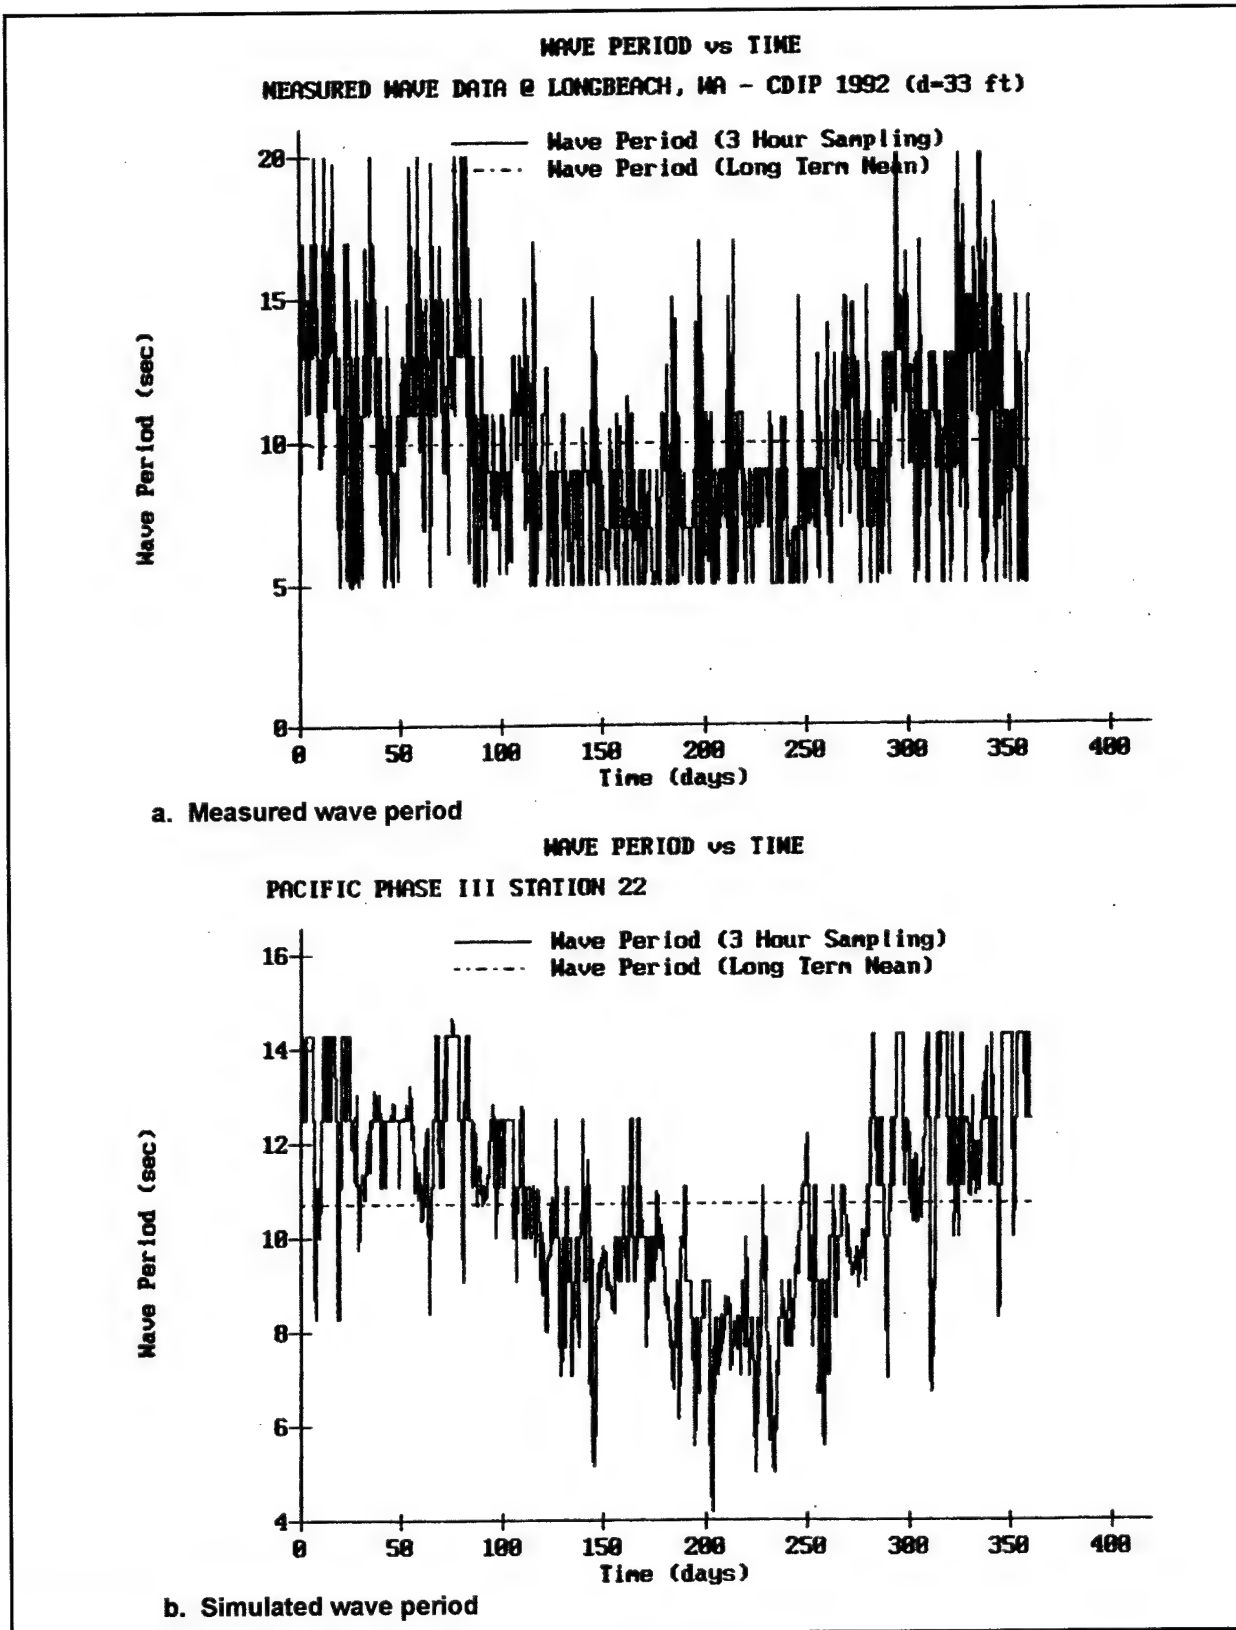 WAVE PERIOD vs TIME
MEASURED WAVE DATA @ LONGBEACH, WA - CDIP 1992 (d=33 ft)
Wave Period (3 Hour Sampling)
Wave Period (Long Term Mean)
20
15
10
5
0
Wave Period (sec)
0 50 100 150 200 250 300 350 400
Time (days)
a. Measured wave period
WAVE PERIOD vs TIME
PACIFIC PHASE III STATION 22
Wave Period (3 Hour Sampling)
Wave Period (Long Term Mean)
16
14
12
10
8
6
4
Wave Period (sec)
0 50 100 150 200 250 300 350 400
Time (days)
b. Simulated wave period